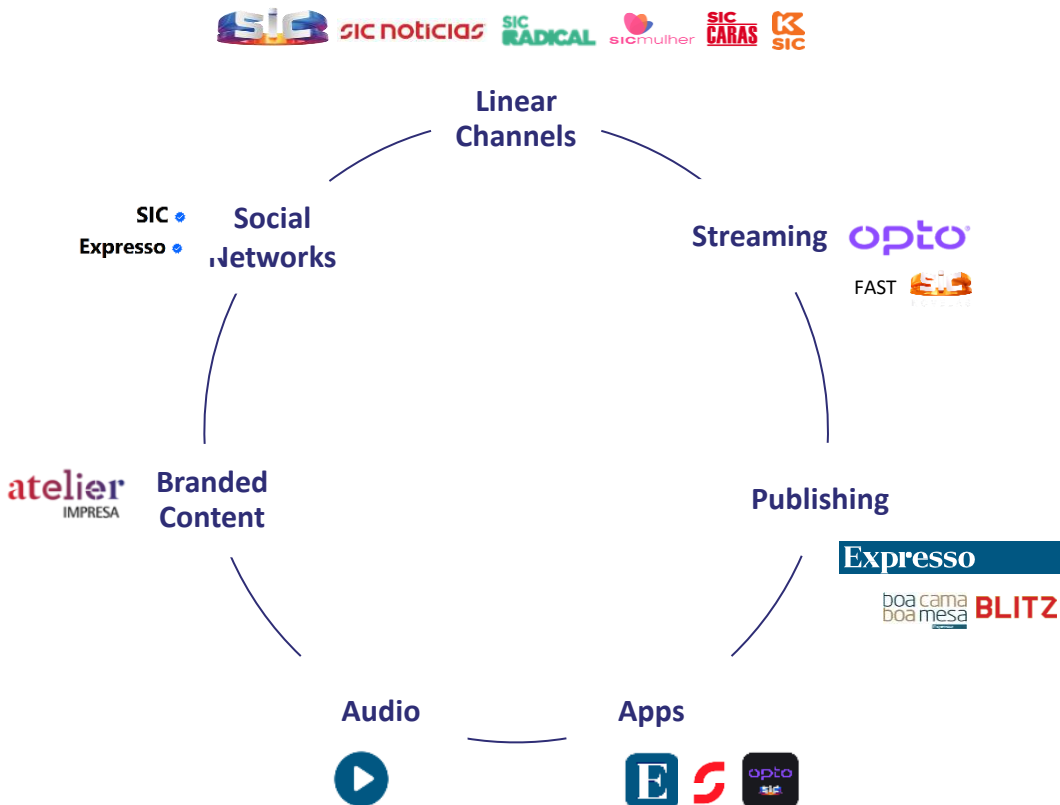 SIC
sic noticias
SIC
RADICAL
sicmulher
SIC
CARAS
K
SIC
Linear
Channels
SIC
Expresso
Social
Networks
Streaming
opto
FAST
SIC
atelier
IMPRESA
Branded
Content
Publishing
Expresso
boa cama
boa mesa
BLITZ
Audio
Apps
E
S
opto
SIC